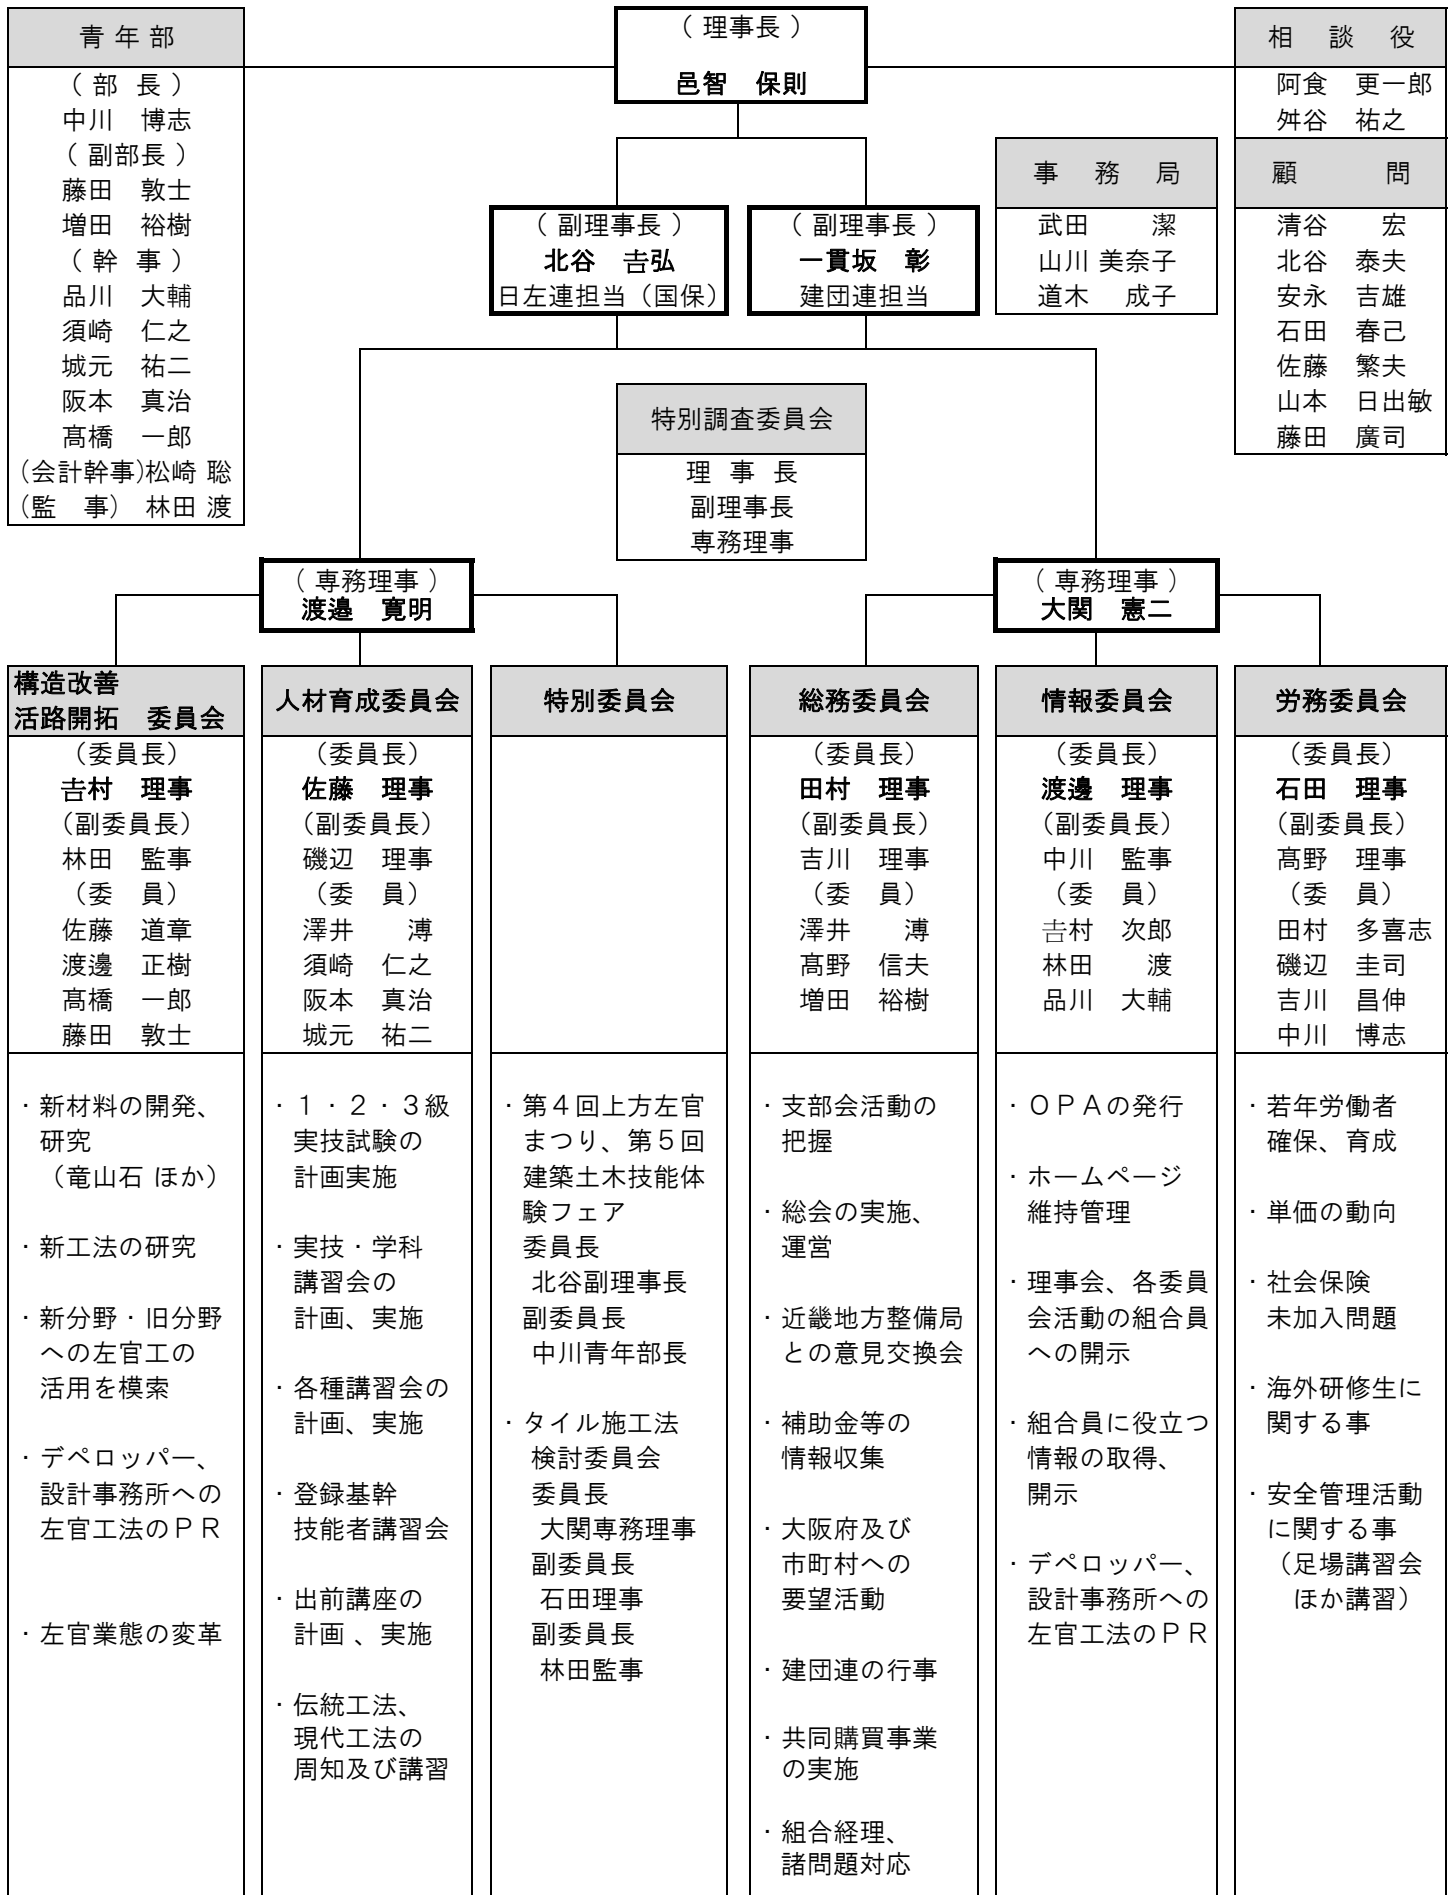 青 年 部
（ 部 長 ）
中川 博志
（ 副部長 ）
藤田 敦士
増田 裕樹
（ 幹 事 ）
品川 大輔
須崎 仁之
城元 祐二
阪本 真治
髙橋 一郎
（会計幹事）松崎 聡
（監 事） 林田 渡
（ 理事長 ）
邑智 保則
相 談 役
阿食 更一郎
舛谷 祐之
顧 問
清谷 宏
北谷 泰夫
安永 吉雄
石田 春己
佐藤 繁夫
山本 日出敏
藤田 廣司
事 務 局
武田 潔
山川 美奈子
道木 成子
（ 副理事長 ）
北谷 𠮷弘
日左連担当（国保）
（ 副理事長 ）
一貫坂 彰
建団連担当
特別調査委員会
理 事 長
副理事長
専務理事
（ 専務理事 ）
渡邉 寛明
（ 専務理事 ）
大関 憲二
構造改善
活路開拓 委員会
（委員長）
𠮷村 理事
（副委員長）
林田 監事
（委 員）
佐藤 道章
渡邊 正樹
髙橋 一郎
藤田 敦士
・新材料の開発、
研究
（竜山石 ほか）
・新工法の研究
・新分野・旧分野
への左官工の
活用を模索
・デペロッパー、
設計事務所への
左官工法のＰＲ
・左官業態の変革
人材育成委員会
（委員長）
佐藤 理事
（副委員長）
磯辺 理事
（委 員）
澤井 溥
須崎 仁之
阪本 真治
城元 祐二
・１・２・３級
実技試験の
計画実施
・実技・学科
講習会の
計画、実施
・各種講習会の
計画、実施
・登録基幹
技能者講習会
・出前講座の
計画 、実施
・伝統工法、
現代工法の
周知及び講習
特別委員会
・第４回上方左官
まつり、第５回
建築土木技能体
験フェア
委員長
北谷副理事長
副委員長
中川青年部長
・タイル施工法
検討委員会
委員長
大関専務理事
副委員長
石田理事
副委員長
林田監事
総務委員会
（委員長）
田村 理事
（副委員長）
吉川 理事
（委 員）
澤井 溥
髙野 信夫
増田 裕樹
・支部会活動の
把握
・総会の実施、
運営
・近畿地方整備局
との意見交換会
・補助金等の
情報収集
・大阪府及び
市町村への
要望活動
・建団連の行事
・共同購買事業
の実施
・組合経理、
諸問題対応
情報委員会
（委員長）
渡邊 理事
（副委員長）
中川 監事
（委 員）
𠮷村 次郎
林田 渡
品川 大輔
・ＯＰＡの発行
・ホームページ
維持管理
・理事会、各委員
会活動の組合員
への開示
・組合員に役立つ
情報の取得、
開示
・デペロッパー、
設計事務所への
左官工法のＰＲ
労務委員会
（委員長）
石田 理事
（副委員長）
髙野 理事
（委 員）
田村 多喜志
磯辺 圭司
吉川 昌伸
中川 博志
・若年労働者
確保、育成
・単価の動向
・社会保険
未加入問題
・海外研修生に
関する事
・安全管理活動
に関する事
（足場講習会
ほか講習）